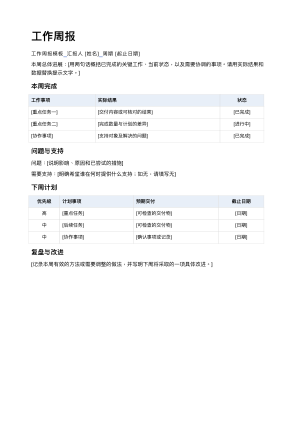 工作周报
工作周报模板_汇报人 [姓名]_周期 [起止日期]
本周总体进展：[用两句话概括已完成的关键工作、当前状态，以及需要协调的事项。请用实际结果和
数据替换提示文字。]
本周完成
工作事项 实际结果 状态
[重点任务一] [交付内容或可核对的结果] [已完成]
[重点任务二] [完成数量与计划的差异] [进行中]
[协作事项] [支持对象及解决的问题] [已完成]
问题与支持
问题：[说明影响、原因和已尝试的措施]
需要支持：[明确希望谁在何时提供什么支持；如无，请填写无]
下周计划
优先级 计划事项 预期交付 截止日期
高 [重点任务] [可检查的交付物] [日期]
中 [后续任务] [可检查的交付物] [日期]
中 [协作事项] [确认事项或记录] [日期]
复盘与改进
[记录本周有效的方法或需要调整的做法，并写明下周将采取的一项具体改进。]